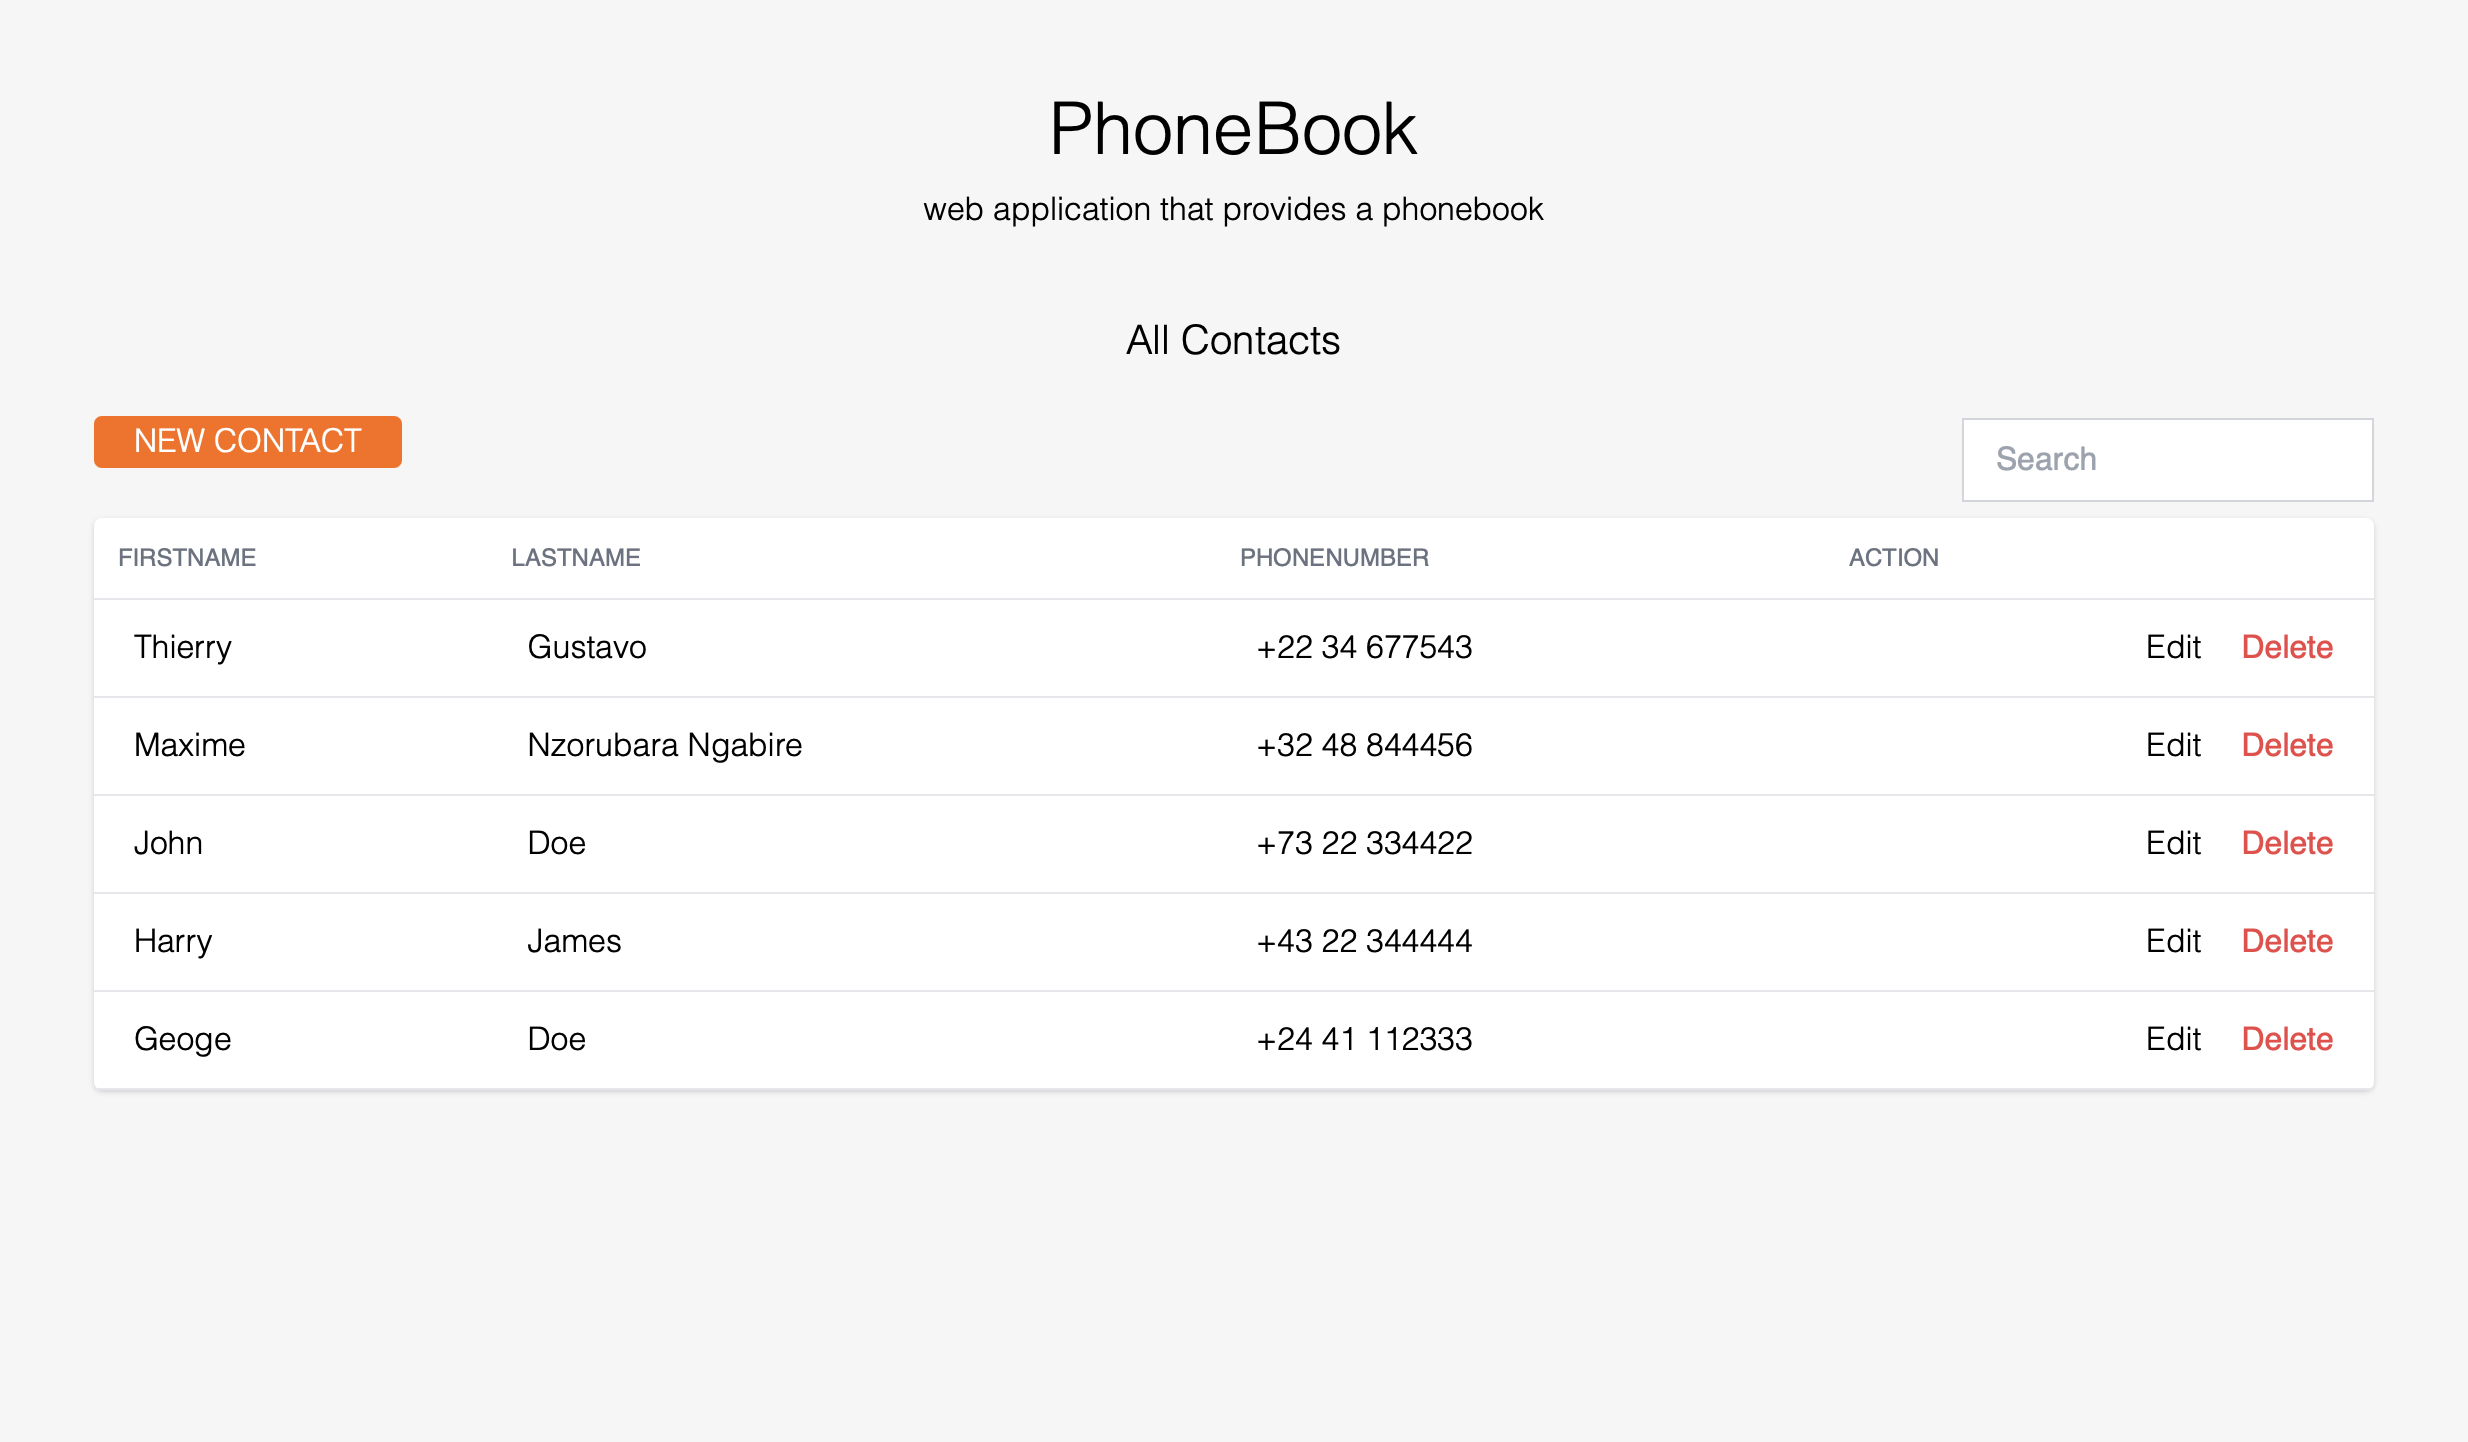 PhoneBook
web application that provides a phonebook
All Contacts
NEW CONTACT
Search
FIRSTNAME LASTNAME PHONENUMBER ACTION
Thierry Gustavo +22 34 677543 Edit Delete
Maxime Nzorubara Ngabire +32 48 844456 Edit Delete
John Doe +73 22 334422 Edit Delete
Harry James +43 22 344444 Edit Delete
Geoge Doe +24 41 112333 Edit Delete